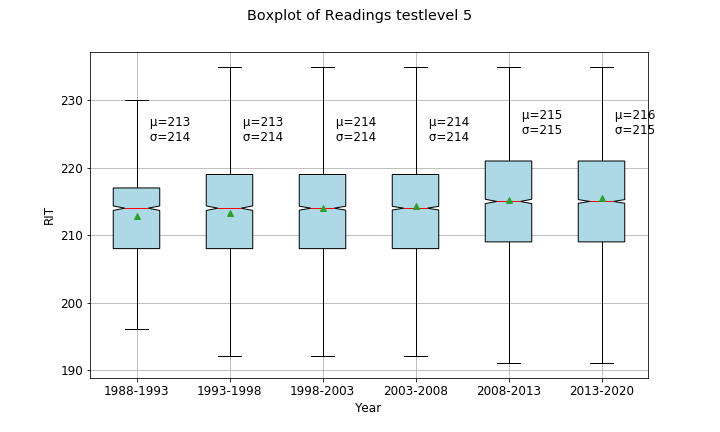 Boxplot of Readings testlevel 5
RIT
230
220
210
200
190
μ=213
σ=214
μ=213
σ=214
μ=214
σ=214
μ=214
σ=214
μ=215
σ=215
μ=216
σ=215
1988-1993 1993-1998 1998-2003 2003-2008 2008-2013 2013-2020
Year